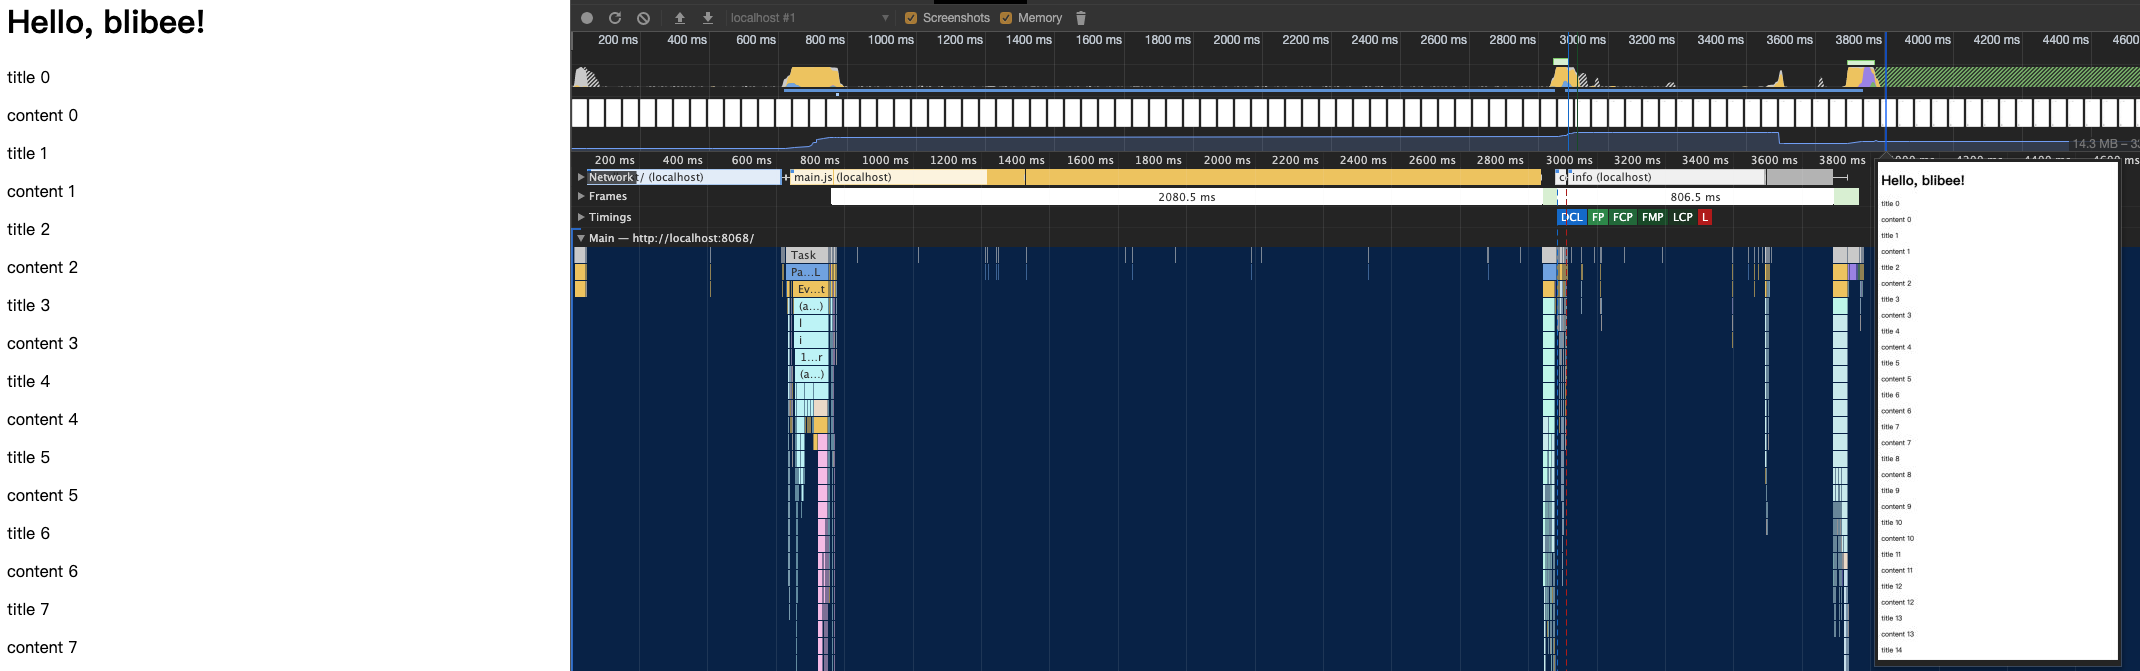 Hello, blibee!
title 0
content 0
title 1
content 1
title 2
content 2
title 3
content 3
title 4
content 4
title 5
content 5
title 6
content 6
title 7
content 7
localhost #1 Screenshots Memory
200 ms 400 ms 600 ms 800 ms 1000 ms 1200 ms 1400 ms 1600 ms 1800 ms 2000 ms 2200 ms 2400 ms 2600 ms 2800 ms 3000 ms 3200 ms 3400 ms 3600 ms 3800 ms 4000 ms 4200 ms 4400 ms 4600
14.3 MB – 33
200 ms 400 ms 600 ms 800 ms 1000 ms 1200 ms 1400 ms 1600 ms 1800 ms 2000 ms 2200 ms 2400 ms 2600 ms 2800 ms 3000 ms 3200 ms 3400 ms 3600 ms 3800 ms
Network t/ (localhost) main.js (localhost) info (localhost)
Frames 2080.5 ms 806.5 ms
Timings DCL FP FCP FMP LCP L
Main — http://localhost:8068/
Task
Pa...L
Ev...t
(a...)
l
i
1...r
(a...)
Hello, blibee!
title 0
content 0
title 1
content 1
title 2
content 2
title 3
content 3
title 4
content 4
title 5
content 5
title 6
content 6
title 7
content 7
title 8
content 8
title 9
content 9
title 10
content 10
title 11
content 11
title 12
content 12
title 13
content 13
title 14